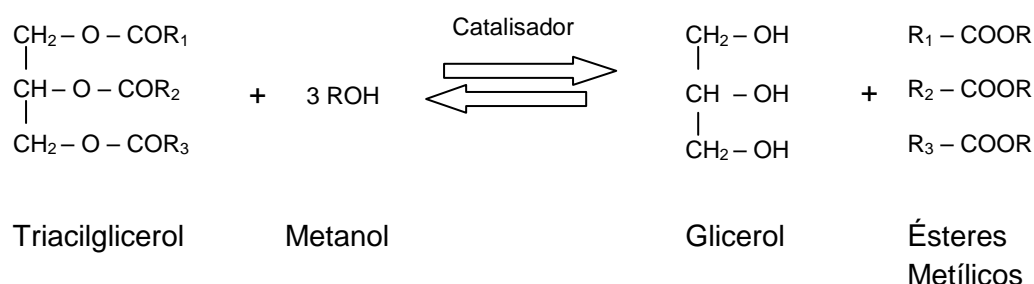 Catalisador
CH₂ – O – COR₁
CH – O – COR₂ + 3 ROH
CH₂ – O – COR₃
CH₂ – OH
CH – OH +
CH₂ – OH
R₁ – COOR
R₂ – COOR
R₃ – COOR
Triacilglicerol Metanol Glicerol Ésteres
Metílicos